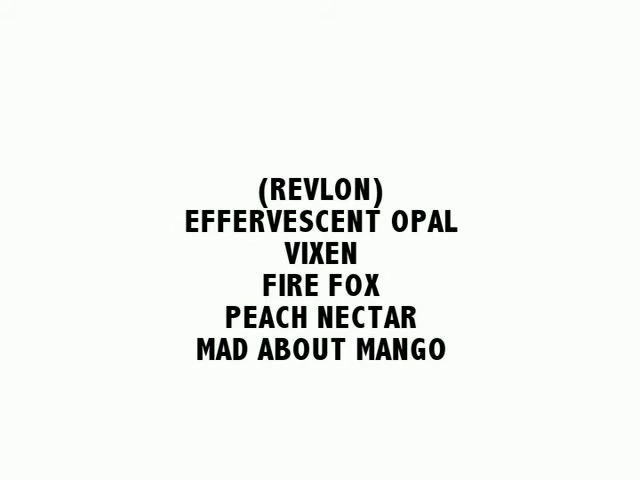 (REVLON)
EFFERVESCENT OPAL
VIXEN
FIRE FOX
PEACH NECTAR
MAD ABOUT MANGO